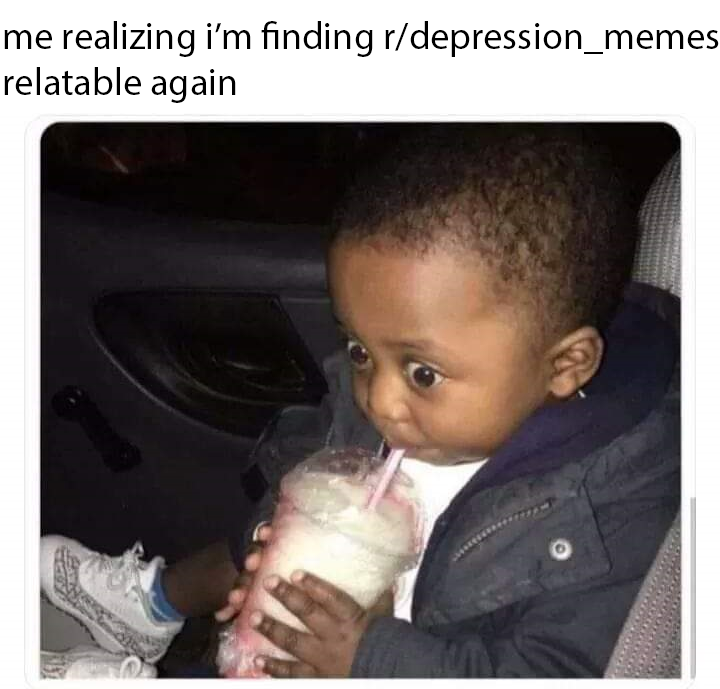 me realizing i’m finding r/depression_memes
relatable again